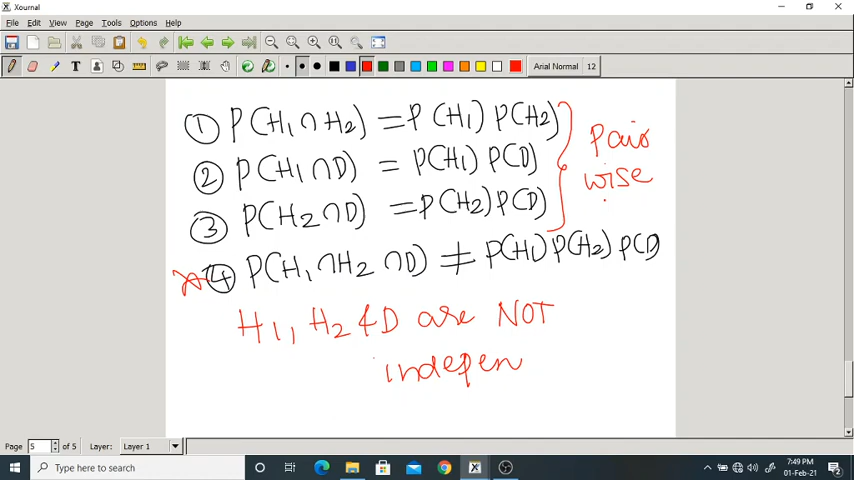 Xournal
File Edit View Page Tools Options Help
Arial Normal 12
① P(H₁∩H₂) = P(H₁) P(H₂)
② P(H₁∩D) = P(H₁) P(D)
③ P(H₂∩D) = P(H₂) P(D)
Pair
wise
④ P(H₁∩H₂∩D) ≠ P(H₁) P(H₂) P(D)
H₁, H₂ & D are NOT
indepen
Page 5 of 5 Layer: Layer 1
Type here to search
7:49 PM
01-Feb-21
2